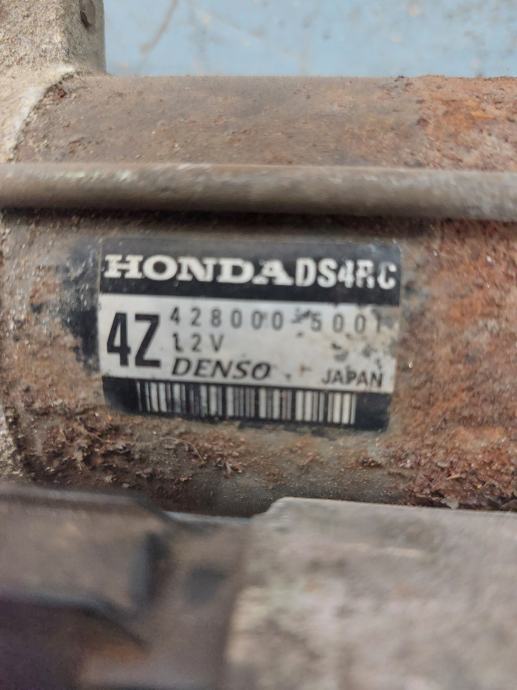 HONDA DS4RC
4Z 428000-5001
12V
DENSO JAPAN